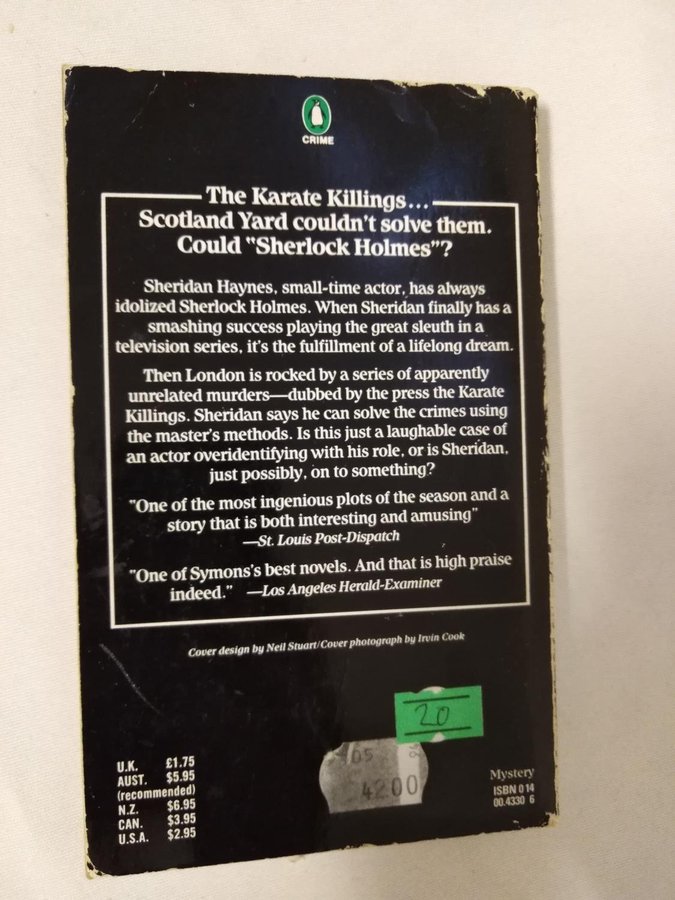 CRIME
The Karate Killings...
Scotland Yard couldn't solve them.
Could "Sherlock Holmes"?
Sheridan Haynes, small-time actor, has always
idolized Sherlock Holmes. When Sheridan finally has a
smashing success playing the great sleuth in a
television series, it's the fulfillment of a lifelong dream.
Then London is rocked by a series of apparently
unrelated murders—dubbed by the press the Karate
Killings. Sheridan says he can solve the crimes using
the master's methods. Is this just a laughable case of
an actor overidentifying with his role, or is Sheridan,
just possibly, on to something?
"One of the most ingenious plots of the season and a
story that is both interesting and amusing"
—St. Louis Post-Dispatch
"One of Symons's best novels. And that is high praise
indeed." —Los Angeles Herald-Examiner
Cover design by Neil Stuart/Cover photograph by Irvin Cook
20
4200
U.K. £1.75
AUST. $5.95
(recommended)
N.Z. $6.95
CAN. $3.95
U.S.A. $2.95
Mystery
ISBN 0 14
00.4330 6